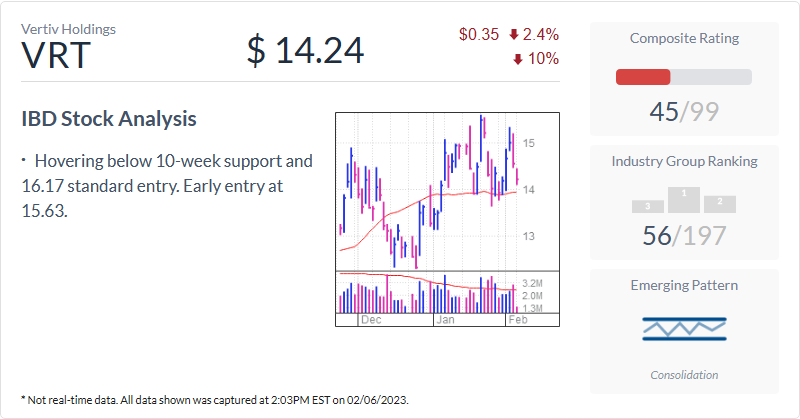 Vertiv Holdings
VRT
$ 14.24
$0.35 2.4%
10%
IBD Stock Analysis
· Hovering below 10-week support and
16.17 standard entry. Early entry at
15.63.
15
14
13
3.2M
2.0M
1.3M
Dec Jan Feb
Composite Rating
45/99
Industry Group Ranking
3 1 2
56/197
Emerging Pattern
Consolidation
* Not real-time data. All data shown was captured at 2:03PM EST on 02/06/2023.